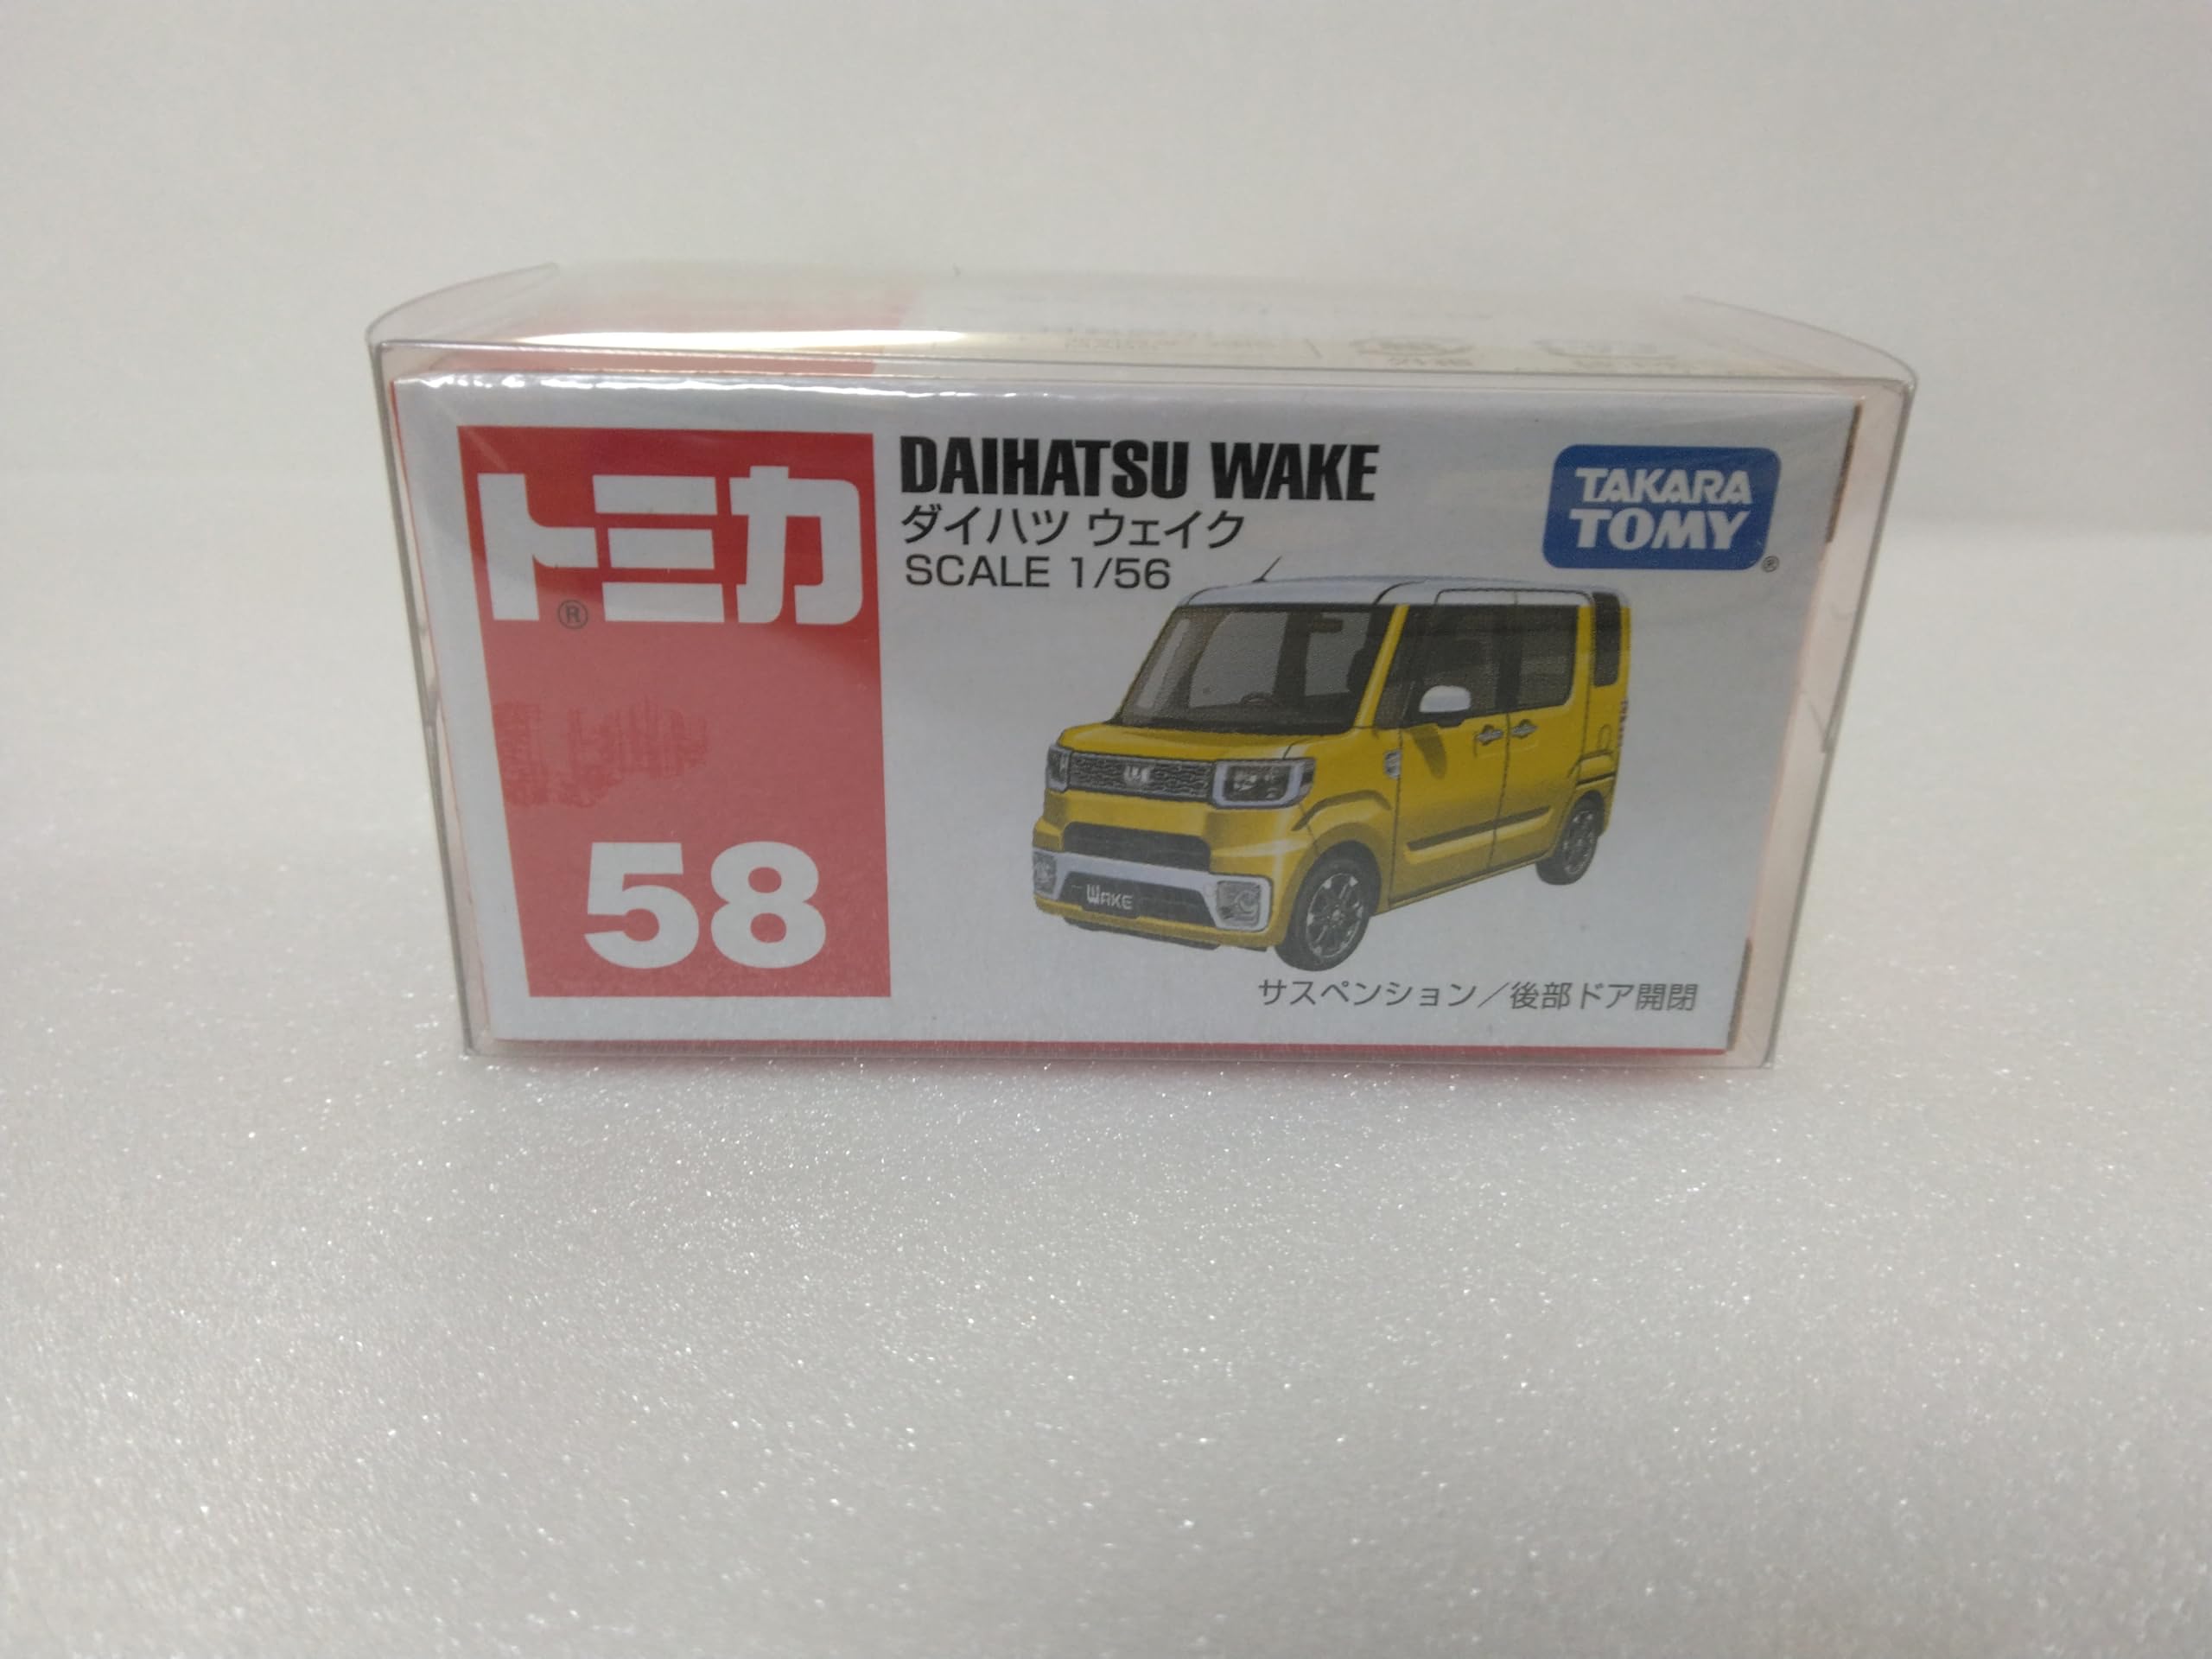 トミカ
®
58
DAIHATSU WAKE
ダイハツ ウェイク
SCALE 1/56
TAKARA
TOMY
®
WAKE
サスペンション／後部ドア開閉